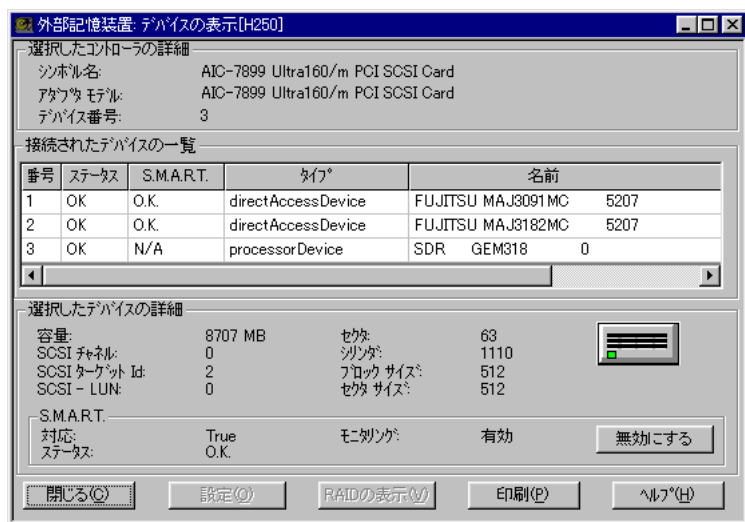 外部記憶装置: デバイスの表示[H250]
選択したコントローラの詳細
シンボル名: AIC-7899 Ultra160/m PCI SCSI Card
アダプタ モデル: AIC-7899 Ultra160/m PCI SCSI Card
デバイス番号: 3
接続されたデバイスの一覧
番号 ステータス S.M.A.R.T. タイプ 名前
1 OK O.K. directAccessDevice FUJITSU MAJ3091MC 5207
2 OK O.K. directAccessDevice FUJITSU MAJ3182MC 5207
3 OK N/A processorDevice SDR GEM318 0
選択したデバイスの詳細
容量: 8707 MB セクタ: 63
SCSI チャネル: 0 シリンダ: 1110
SCSI ターゲット Id: 2 ブロック サイズ: 512
SCSI - LUN: 0 セクタ サイズ: 512
S.M.A.R.T.
対応: True モニタリング: 有効 無効にする
ステータス: O.K.
閉じる(C) 設定(O) RAIDの表示(V) 印刷(P) ヘルプ(H)